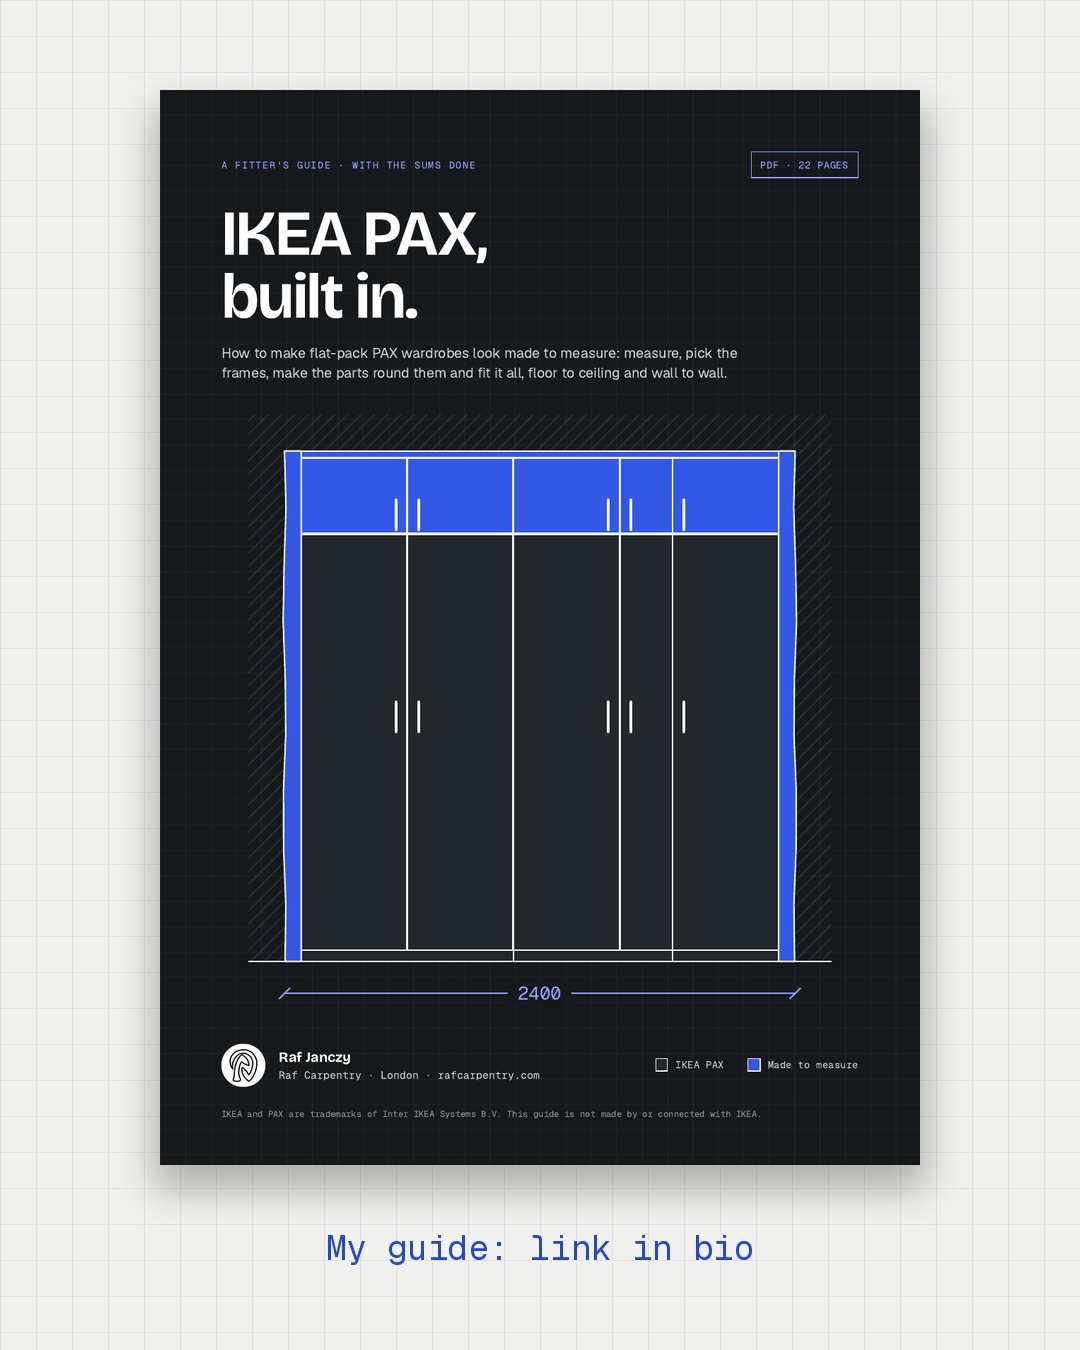 A FITTER'S GUIDE · WITH THE SUMS DONE
PDF · 22 PAGES
IKEA PAX,
built in.
How to make flat-pack PAX wardrobes look made to measure: measure, pick the
frames, make the parts round them and fit it all, floor to ceiling and wall to wall.
2400
Raf Janczy
Raf Carpentry · London · rafcarpentry.com
IKEA PAX
Made to measure
IKEA and PAX are trademarks of Inter IKEA Systems B.V. This guide is not made by or connected with IKEA.
My guide: link in bio